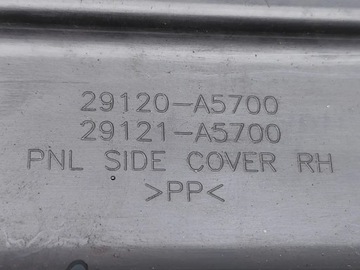 29120-A5700
29121-A5700
PNL SIDE COVER RH
>PP<